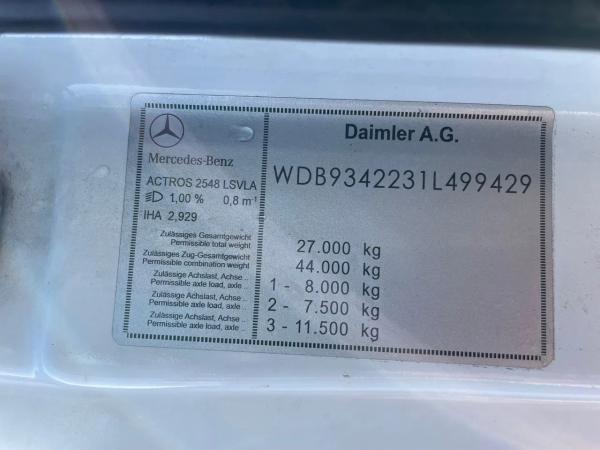 Mercedes-Benz
ACTROS 2548 LSVLA
1,00 % 0,8 m⁻¹
IHA 2,929
Zulässiges Gesamtgewicht
Permissible total weight
Zulässiges Zug-Gesamtgewicht
Permissible combination weight
Zulässige Achslast, Achse ..
Permissible axle load, axle ..
Zulässige Achslast, Achse ..
Permissible axle load, axle ..
Zulässige Achslast, Achse ..
Permissible axle load, axle ..
Daimler A.G.
WDB9342231L499429
27.000 kg
44.000 kg
1 - 8.000 kg
2 - 7.500 kg
3 - 11.500 kg